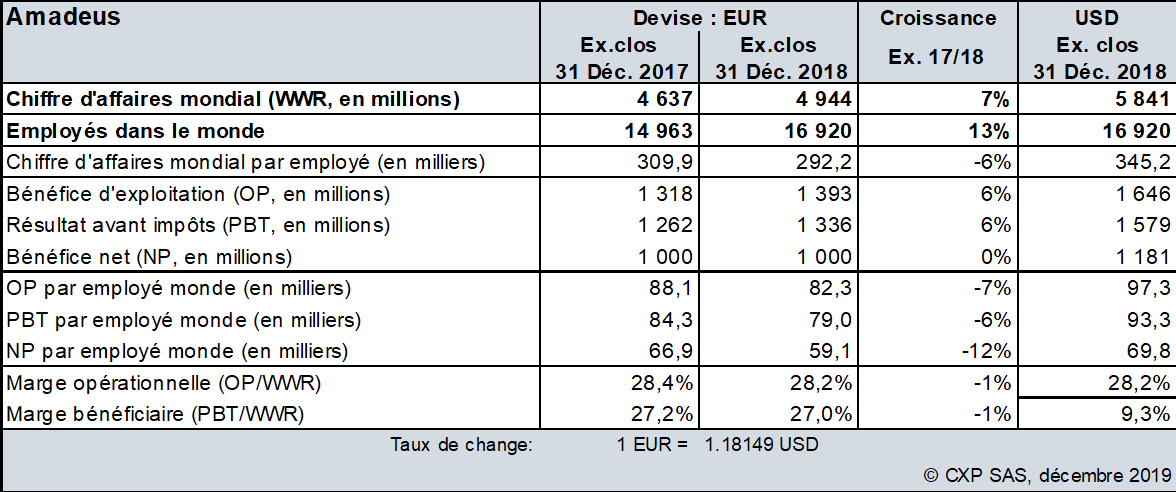 Amadeus Devise : EUR Croissance USD
Ex.clos Ex.clos Ex. 17/18 Ex. clos
31 Déc. 2017 31 Déc. 2018 31 Déc. 2018
Chiffre d'affaires mondial (WWR, en millions) 4 637 4 944 7% 5 841
Employés dans le monde 14 963 16 920 13% 16 920
Chiffre d'affaires mondial par employé (en milliers) 309,9 292,2 -6% 345,2
Bénéfice d'exploitation (OP, en millions) 1 318 1 393 6% 1 646
Résultat avant impôts (PBT, en millions) 1 262 1 336 6% 1 579
Bénéfice net (NP, en millions) 1 000 1 000 0% 1 181
OP par employé monde (en milliers) 88,1 82,3 -7% 97,3
PBT par employé monde (en milliers) 84,3 79,0 -6% 93,3
NP par employé monde (en milliers) 66,9 59,1 -12% 69,8
Marge opérationnelle (OP/WWR) 28,4% 28,2% -1% 28,2%
Marge bénéficiaire (PBT/WWR) 27,2% 27,0% -1% 9,3%
Taux de change: 1 EUR = 1.18149 USD
© CXP SAS, décembre 2019